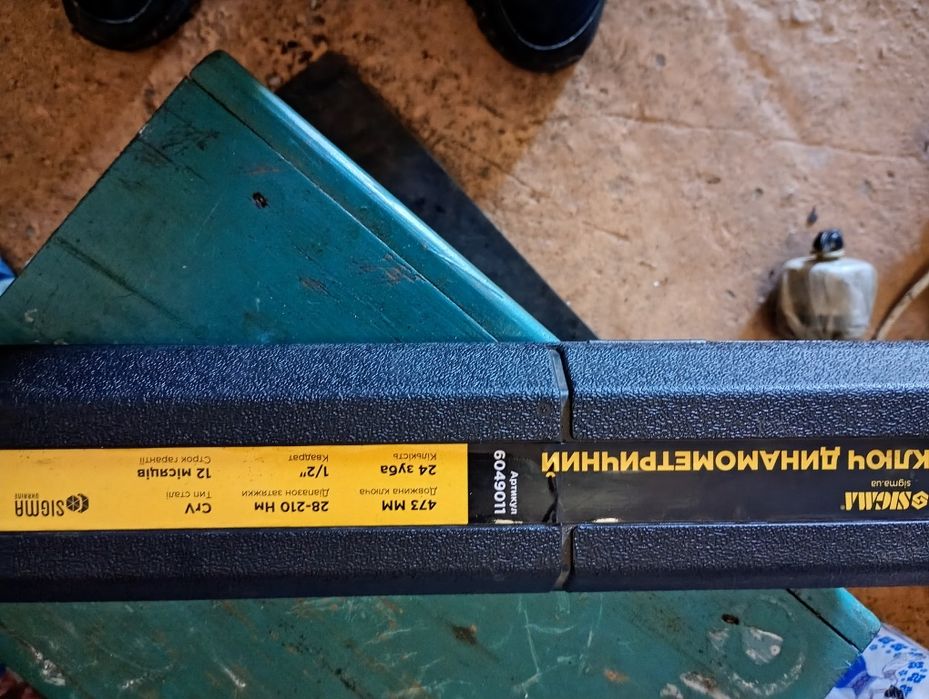 SIGMA®
sigma.ua
КЛЮЧ ДИНАМОМЕТРИЧНИЙ
Артикул
6049011
473 ММ
Довжина ключа
24 зуба
Кількість
28-210 Нм
Діапазон затяжки
1/2"
Квадрат
CrV
Тип сталі
12 місяців
Строк гарантії
SIGMA
UKRAINE